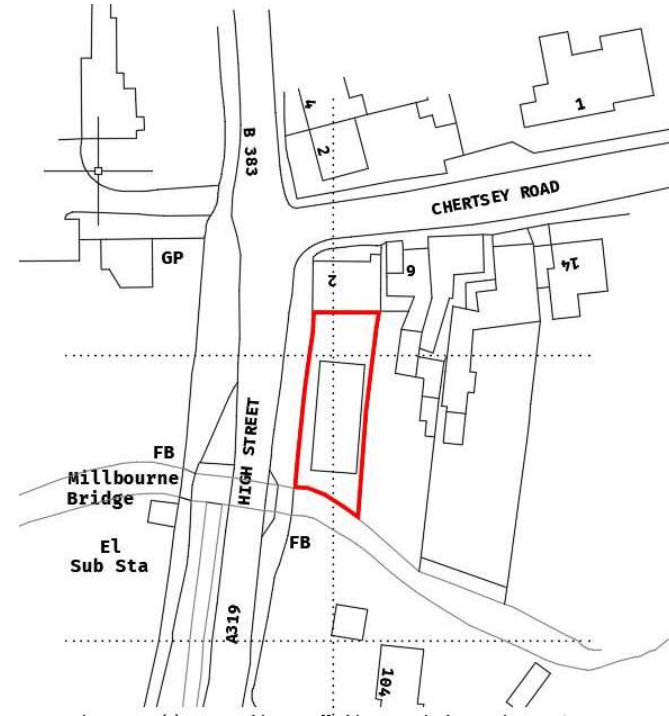 4
2
1
B 383
CHERTSEY ROAD
GP
2
6
14
HIGH STREET
FB
Millbourne
Bridge
El
Sub Sta
FB
A319
104